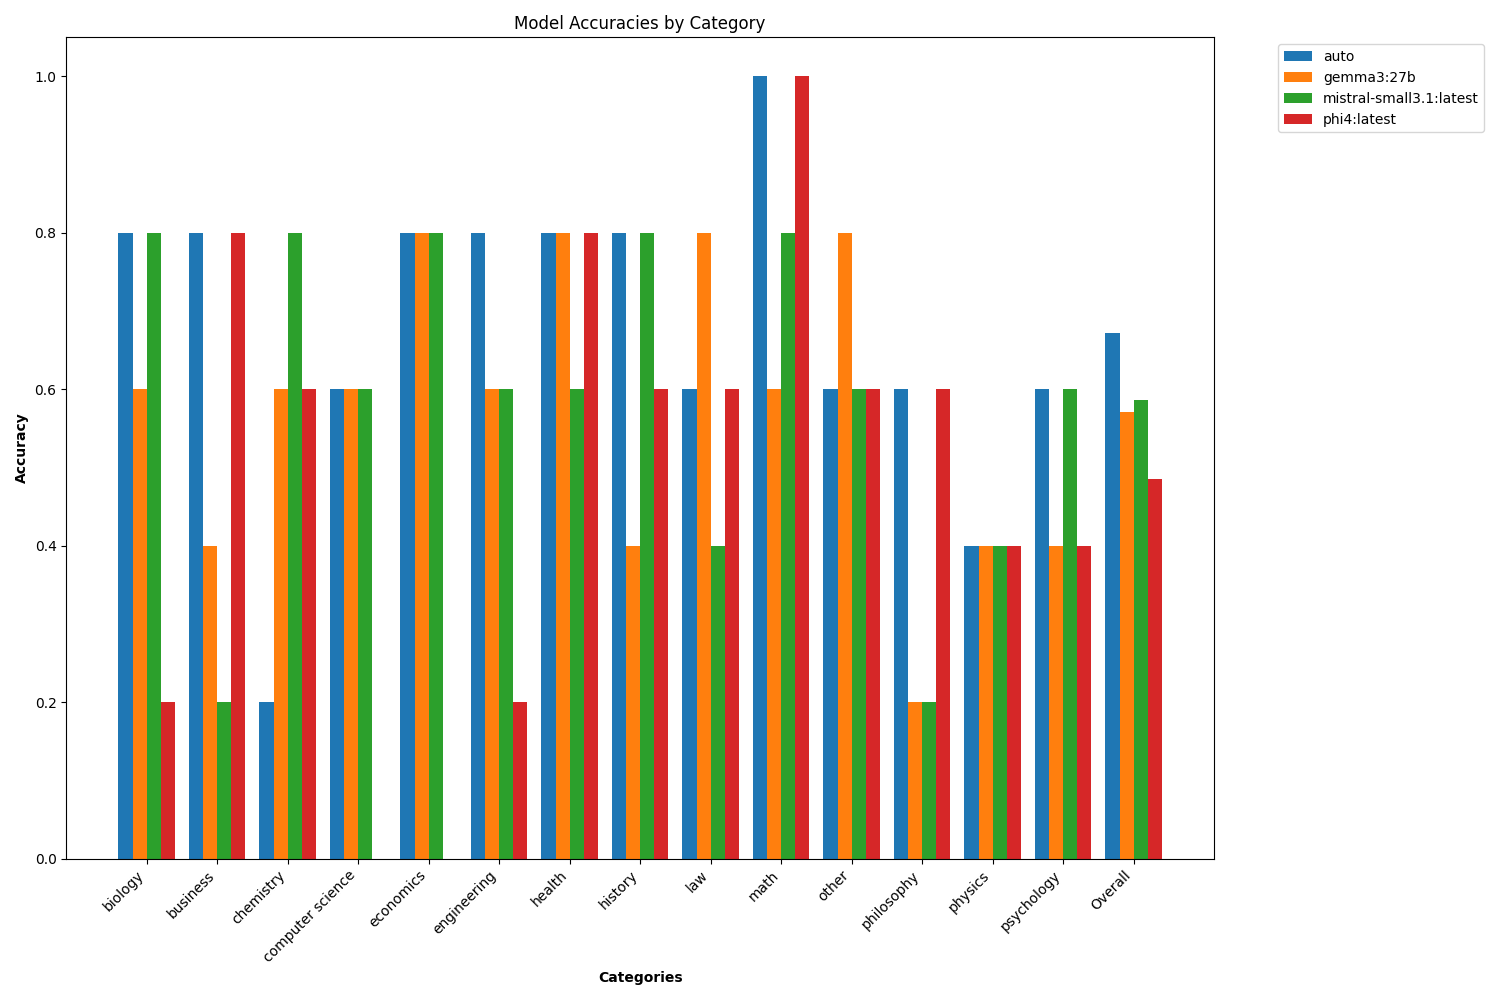 Model Accuracies by Category
auto
gemma3:27b
mistral-small3.1:latest
phi4:latest
Accuracy
1.0
0.8
0.6
0.4
0.2
0.0
biology
business
chemistry
computer science
economics
engineering
health
history
law
math
other
philosophy
physics
psychology
Overall
Categories